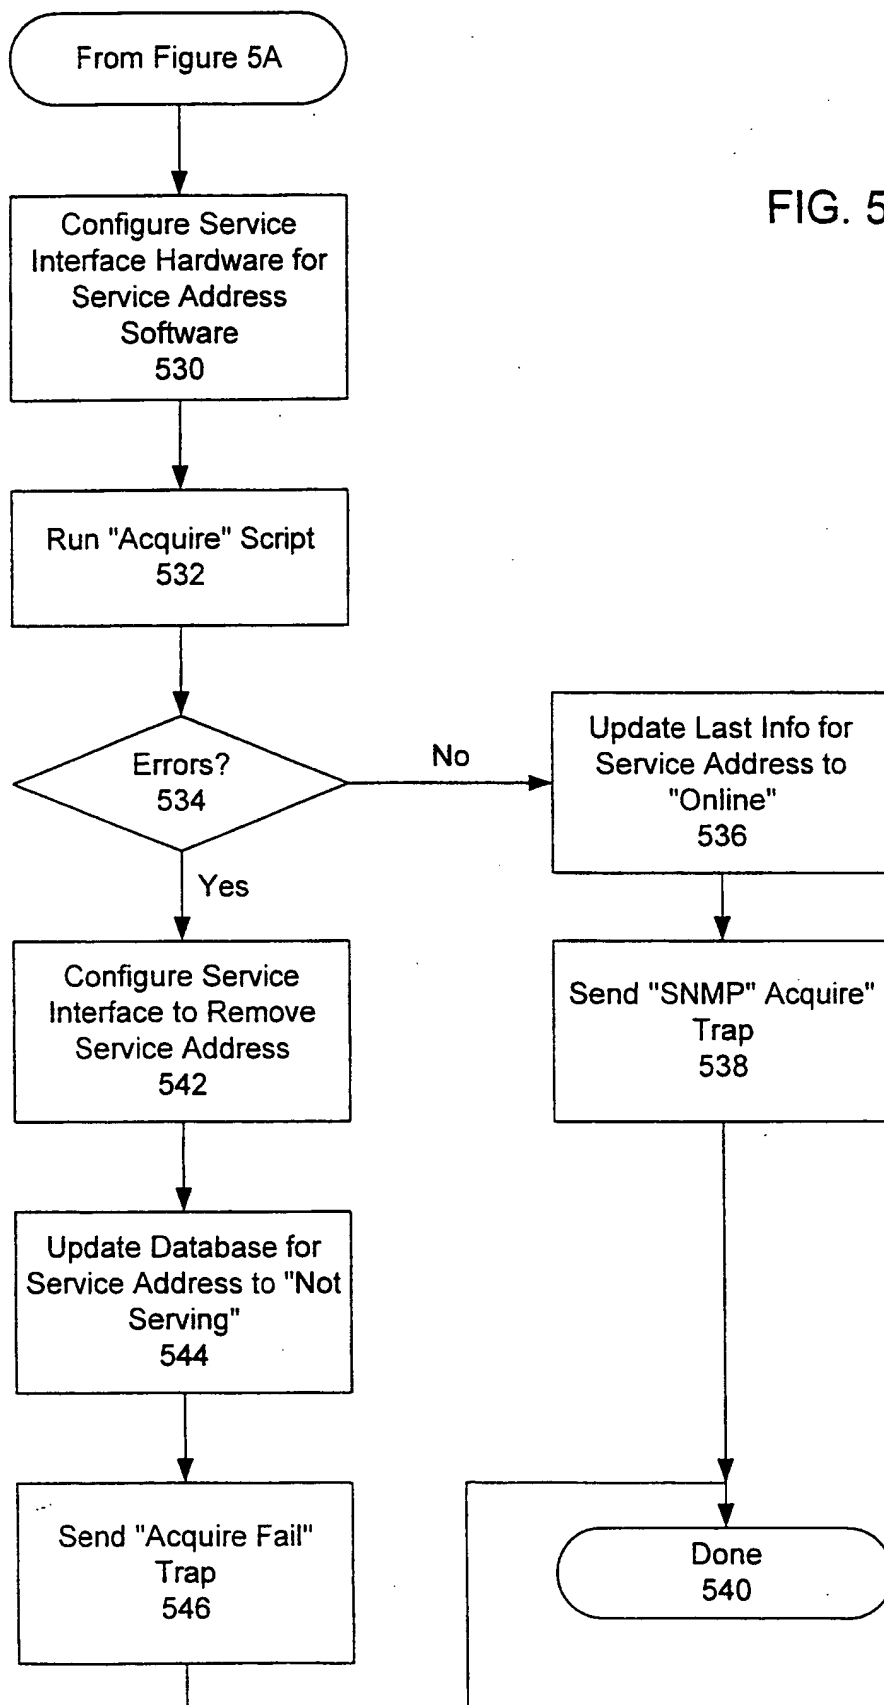 From Figure 5A
FIG. 5
Configure Service
Interface Hardware for
Service Address
Software
530
Run "Acquire" Script
532
Errors?
534
No
Yes
Update Last Info for
Service Address to
"Online"
536
Send "SNMP" Acquire"
Trap
538
Configure Service
Interface to Remove
Service Address
542
Update Database for
Service Address to "Not
Serving"
544
Send "Acquire Fail"
Trap
546
Done
540